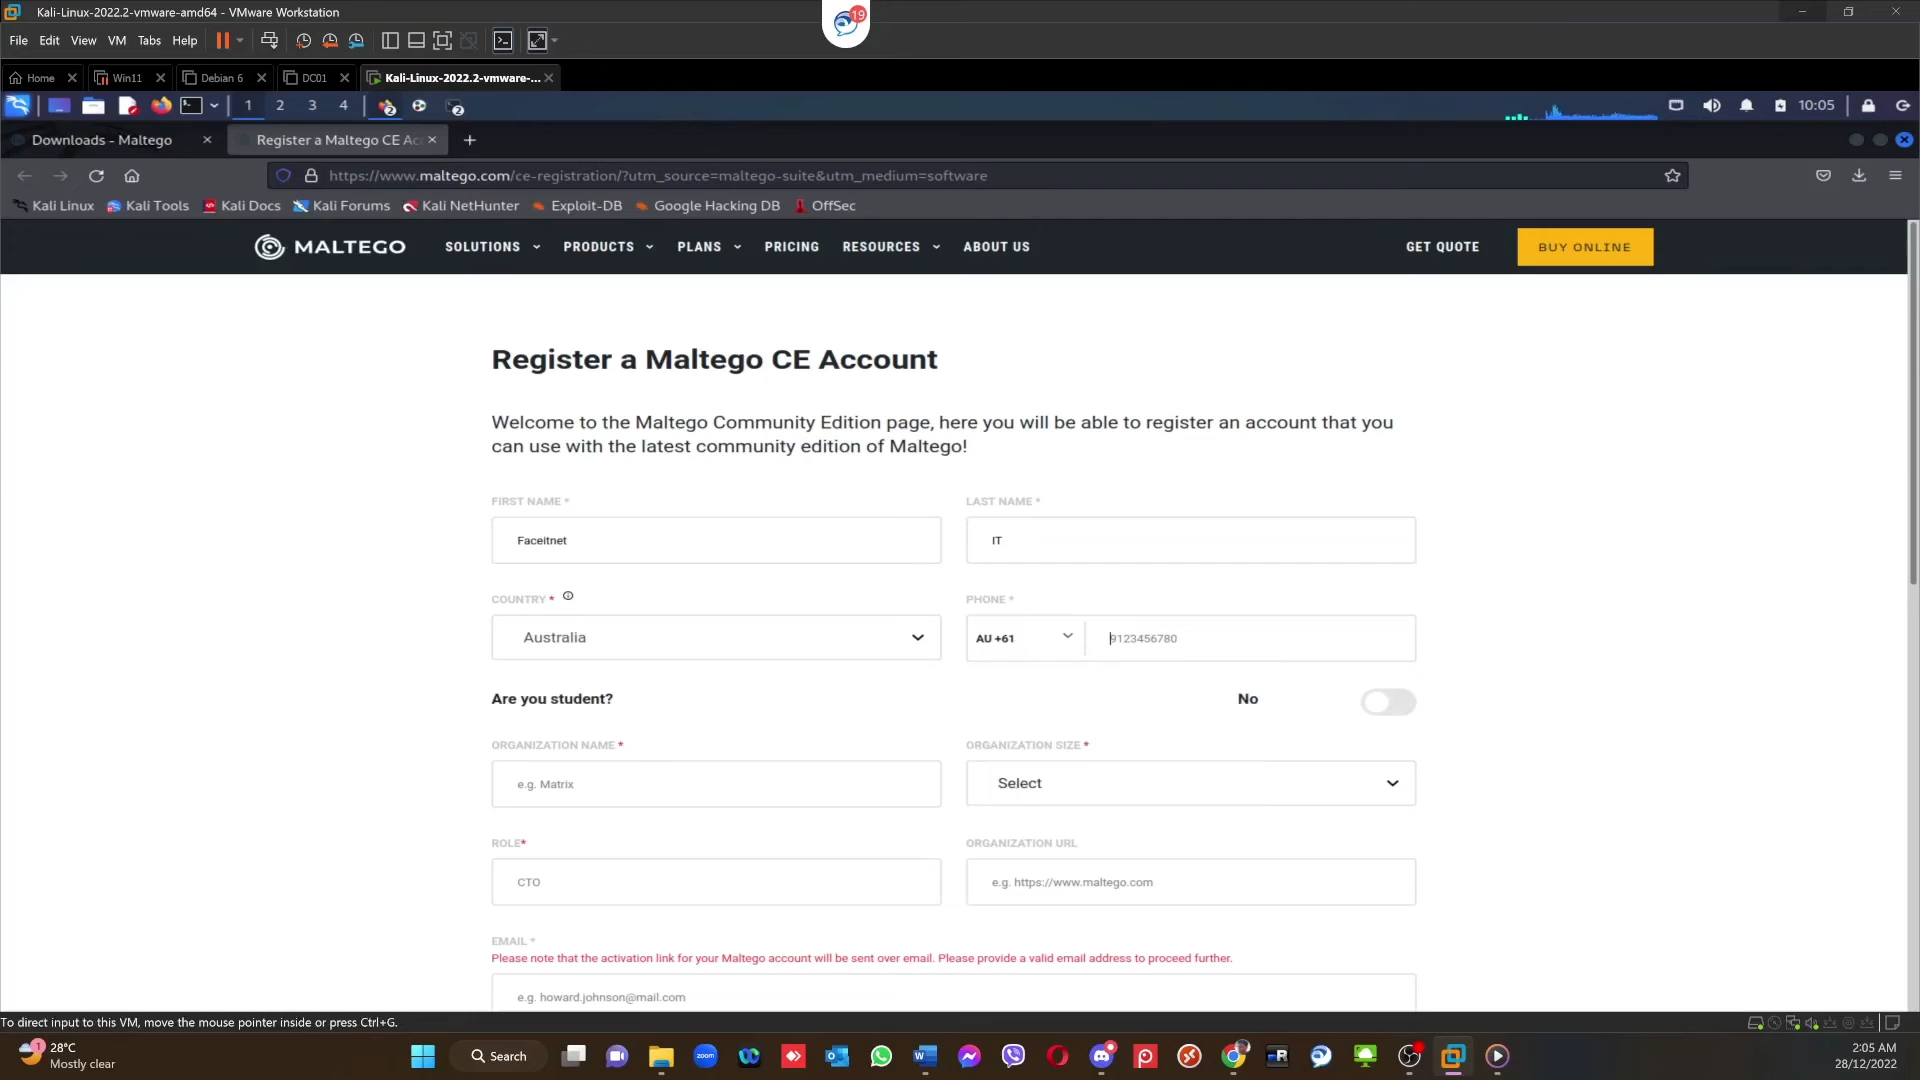 Kali-Linux-2022.2-vmware-amd64 - VMware Workstation
19
File Edit View VM Tabs Help
Home Win11 Debian 6 DC01 Kali-Linux-2022.2-vmware-...
1 2 3 4 2 2 10:05
Downloads - Maltego Register a Maltego CE Acc
https://www.maltego.com/ce-registration/?utm_source=maltego-suite&utm_medium=software
Kali Linux Kali Tools Kali Docs Kali Forums Kali NetHunter Exploit-DB Google Hacking DB OffSec
MALTEGO SOLUTIONS PRODUCTS PLANS PRICING RESOURCES ABOUT US GET QUOTE BUY ONLINE
Register a Maltego CE Account
Welcome to the Maltego Community Edition page, here you will be able to register an account that you
can use with the latest community edition of Maltego!
FIRST NAME * LAST NAME *
Faceitnet IT
COUNTRY * PHONE *
Australia AU +61 9123456780
Are you student? No
ORGANIZATION NAME * ORGANIZATION SIZE *
e.g. Matrix Select
ROLE* ORGANIZATION URL
CTO e.g. https://www.maltego.com
EMAIL *
Please note that the activation link for your Maltego account will be sent over email. Please provide a valid email address to proceed further.
e.g. howard.johnson@mail.com
To direct input to this VM, move the mouse pointer inside or press Ctrl+G.
1 28°C
Mostly clear
Search
zoom
2:05 AM
28/12/2022